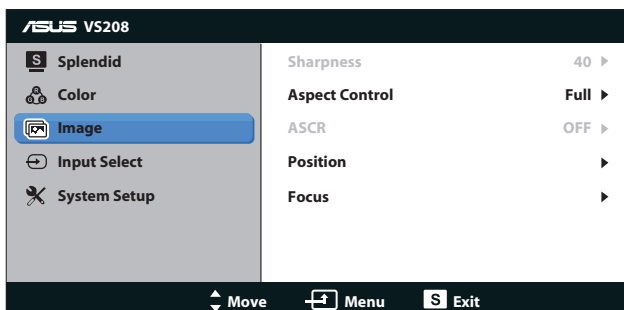 ASUS VS208
S Splendid
Color
Image
Input Select
System Setup
Sharpness 40
Aspect Control Full
ASCR OFF
Position
Focus
Move Menu S Exit